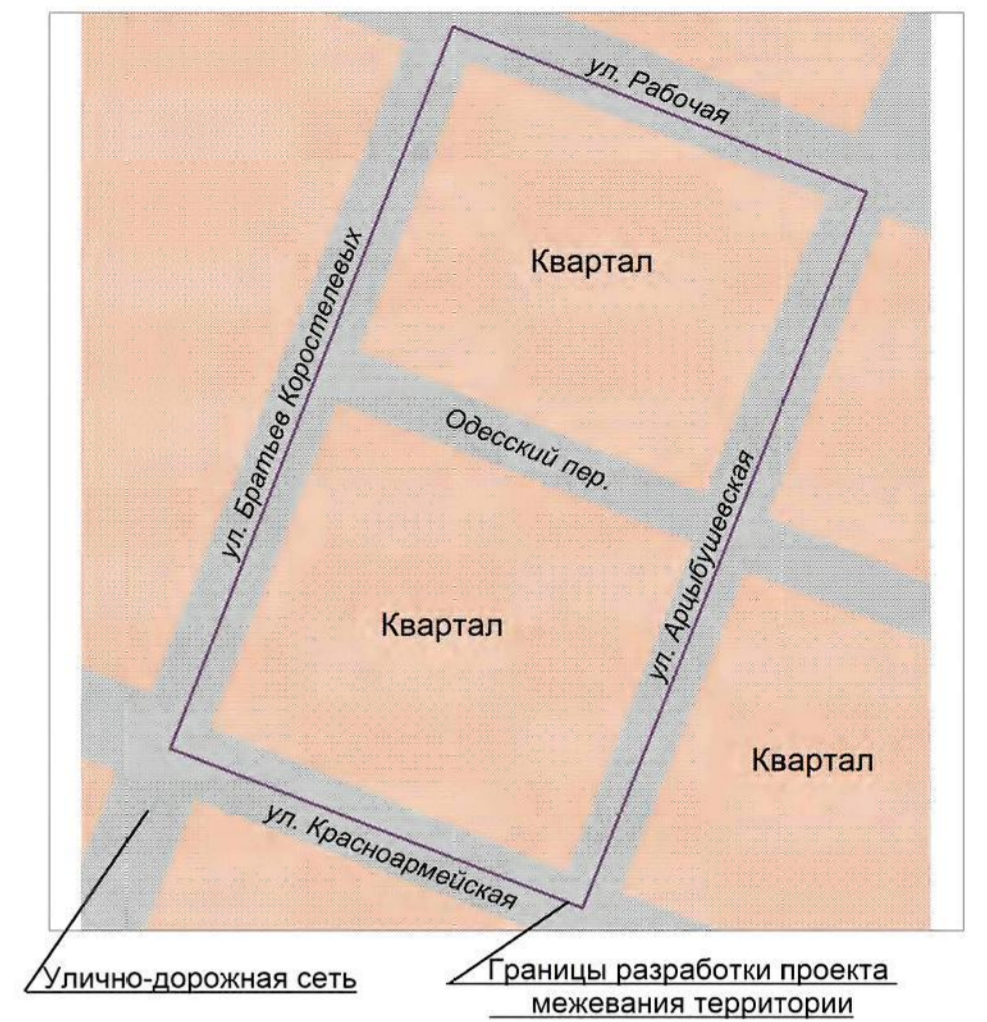 ул. Рабочая
Квартал
ул. Братьев Коростелевых
Одесский пер.
ул. Арцыбушевская
Квартал
Квартал
ул. Красноармейская
Улично-дорожная сеть
Границы разработки проекта
межевания территории